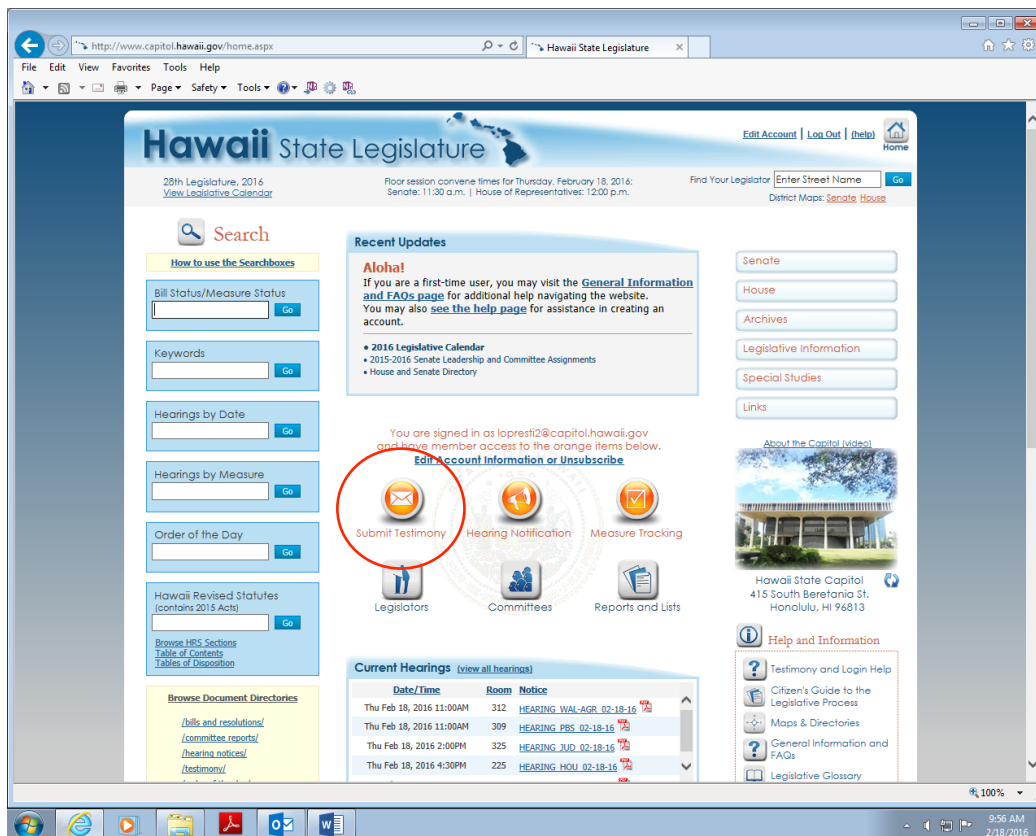 http://www.capitol.hawaii.gov/home.aspx
Hawaii State Legislature
File Edit View Favorites Tools Help
Page Safety Tools
Hawaii State Legislature
Edit Account | Log Out | (help)
Home
28th Legislature, 2016
View Legislative Calendar
Floor session convene times for Thursday, February 18, 2016:
Senate: 11:30 a.m. | House of Representatives: 12:00 p.m.
Find Your Legislator Enter Street Name Go
District Maps: Senate House
Search
How to use the Searchboxes
Bill Status/Measure Status
Go
Keywords
Go
Hearings by Date
Go
Hearings by Measure
Go
Order of the Day
Go
Hawaii Revised Statutes
(contains 2015 Acts)
Go
Browse HRS Sections
Table of Contents
Tables of Disposition
Browse Document Directories
/bills and resolutions/
/committee reports/
/hearing notices/
/testimony/
Recent Updates
Aloha!
If you are a first-time user, you may visit the General Information
and FAQs page for additional help navigating the website.
You may also see the help page for assistance in creating an
account.
• 2016 Legislative Calendar
• 2015-2016 Senate Leadership and Committee Assignments
• House and Senate Directory
You are signed in as lopresti2@capitol.hawaii.gov
and have member access to the orange items below.
Edit Account Information or Unsubscribe
Submit Testimony Hearing Notification Measure Tracking
Legislators Committees Reports and Lists
Current Hearings (view all hearings)
Date/Time Room Notice
Thu Feb 18, 2016 11:00AM 312 HEARING_WAL-AGR_02-18-16
Thu Feb 18, 2016 11:00AM 309 HEARING_PBS_02-18-16
Thu Feb 18, 2016 2:00PM 325 HEARING_JUD_02-18-16
Thu Feb 18, 2016 4:30PM 225 HEARING_HOU_02-18-16
Senate
House
Archives
Legislative Information
Special Studies
Links
About the Capitol (video)
Hawaii State Capitol
415 South Beretania St.
Honolulu, HI 96813
Help and Information
Testimony and Login Help
Citizen's Guide to the
Legislative Process
Maps & Directories
General Information and
FAQs
Legislative Glossary
100%
9:56 AM
2/18/2016